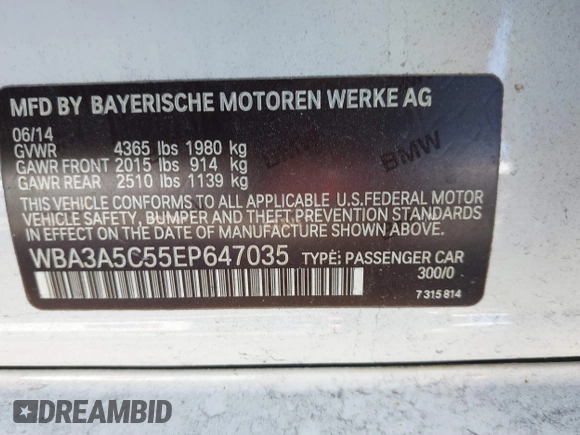 MFD BY BAYERISCHE MOTOREN WERKE AG
06/14
GVWR 4365 lbs 1980 kg
GAWR FRONT 2015 lbs 914 kg
GAWR REAR 2510 lbs 1139 kg
BMW BMW
THIS VEHICLE CONFORMS TO ALL APPLICABLE U.S.FEDERAL MOTOR
VEHICLE SAFETY, BUMPER AND THEFT PREVENTION STANDARDS
IN EFFECT ON THE DATE OF MANUFACTURE SHOWN ABOVE.
WBA3A5C55EP647035 TYPE: PASSENGER CAR
300/0
7 315 814
DREAMBID